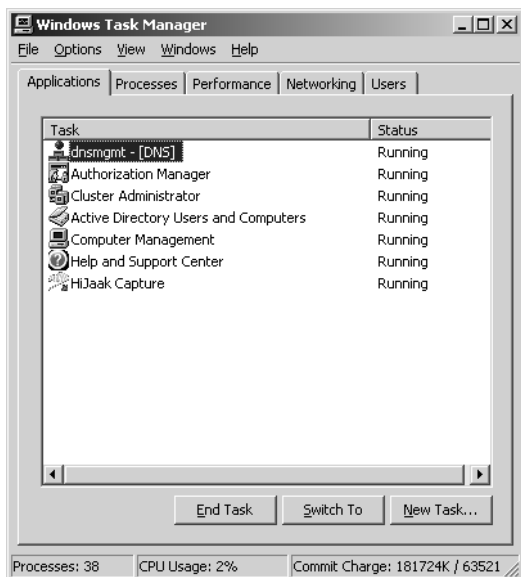 Windows Task Manager
File Options View Windows Help
Applications Processes Performance Networking Users
Task Status
dnsmgmt - [DNS] Running
Authorization Manager Running
Cluster Administrator Running
Active Directory Users and Computers Running
Computer Management Running
Help and Support Center Running
HiJaak Capture Running
End Task Switch To New Task...
Processes: 38 CPU Usage: 2% Commit Charge: 181724K / 63521